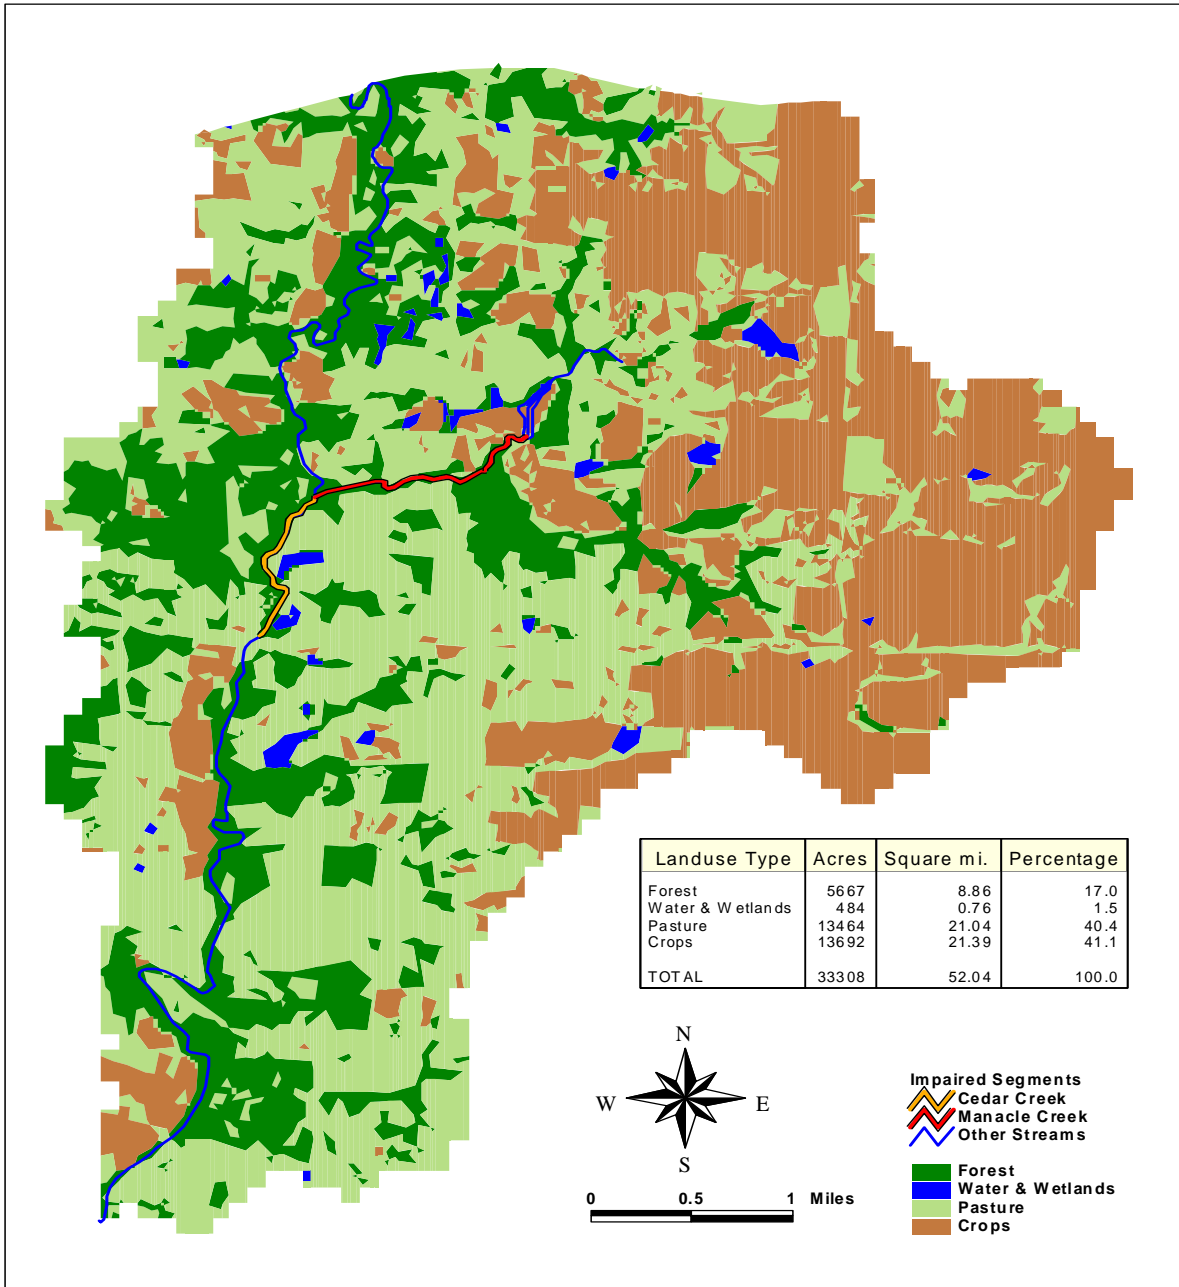 Landuse Type Acres Square mi. Percentage
Forest 5667 8.86 17.0
Water & Wetlands 484 0.76 1.5
Pasture 13464 21.04 40.4
Crops 13692 21.39 41.1
TOTAL 33308 52.04 100.0
N
W E
S
0 0.5 1 Miles
Impaired Segments
Cedar Creek
Manacle Creek
Other Streams
Forest
Water & Wetlands
Pasture
Crops